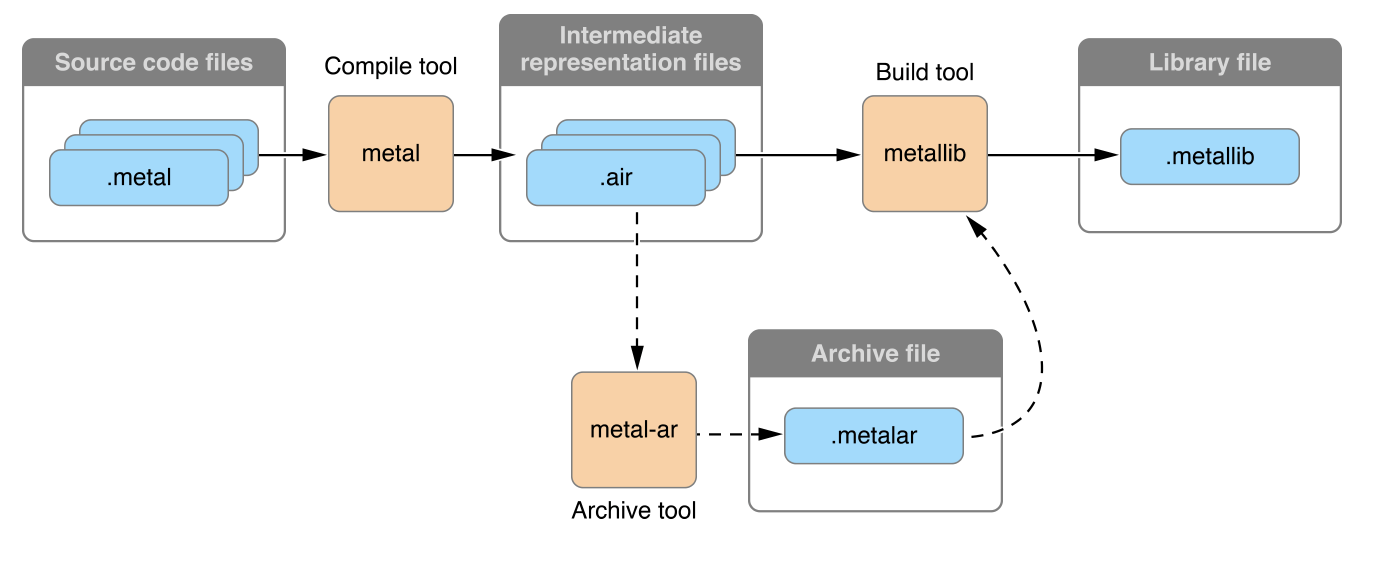 Source code files
.metal
Compile tool
metal
Intermediate
representation files
.air
Build tool
metallib
Library file
.metallib
metal-ar
Archive tool
Archive file
.metalar